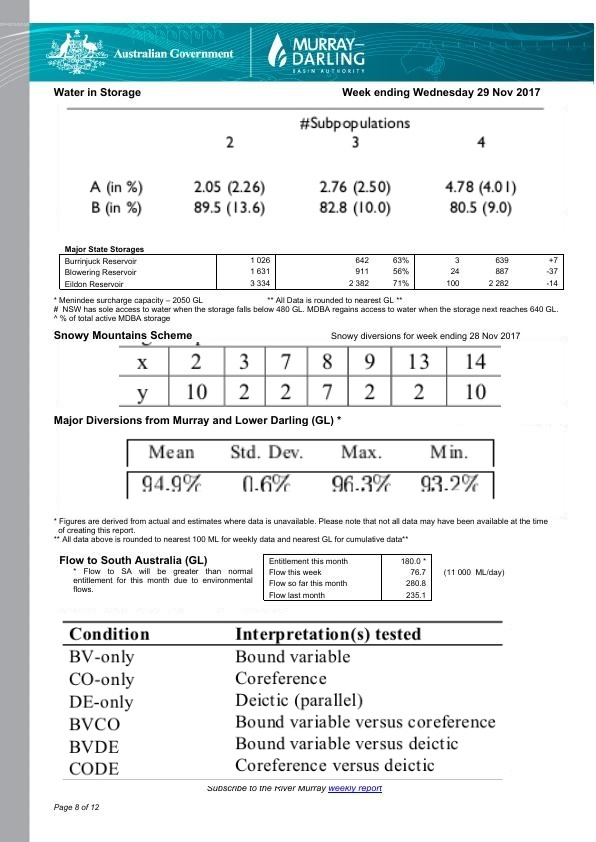 Australian Government
MURRAY–
DARLING
BASIN AUTHORITY
Water in Storage Week ending Wednesday 29 Nov 2017
#Subpopulations
2 3 4
A (in %) 2.05 (2.26) 2.76 (2.50) 4.78 (4.01)
B (in %) 89.5 (13.6) 82.8 (10.0) 80.5 (9.0)
Major State Storages
Burrinjuck Reservoir 1 026 642 63% 3 639 +7
Blowering Reservoir 1 631 911 56% 24 887 -37
Eildon Reservoir 3 334 2 382 71% 100 2 282 -14
* Menindee surcharge capacity – 2050 GL ** All Data is rounded to nearest GL **
# NSW has sole access to water when the storage falls below 480 GL. MDBA regains access to water when the storage next reaches 640 GL.
^ % of total active MDBA storage
Snowy Mountains Scheme Snowy diversions for week ending 28 Nov 2017
x 2 3 7 8 9 13 14
y 10 2 2 7 2 2 10
Major Diversions from Murray and Lower Darling (GL) *
Mean Std. Dev. Max. Min.
94.9% 0.6% 96.3% 93.2%
* Figures are derived from actual and estimates where data is unavailable. Please note that not all data may have been available at the time
of creating this report.
** All data above is rounded to nearest 100 ML for weekly data and nearest GL for cumulative data**
Flow to South Australia (GL)
* Flow to SA will be greater than normal
entitlement for this month due to environmental
flows.
Entitlement this month 180.0 *
Flow this week 76.7 (11 000 ML/day)
Flow so far this month 280.8
Flow last month 235.1
Condition Interpretation(s) tested
BV-only Bound variable
CO-only Coreference
DE-only Deictic (parallel)
BVCO Bound variable versus coreference
BVDE Bound variable versus deictic
CODE Coreference versus deictic
Subscribe to the River Murray weekly report
Page 8 of 12